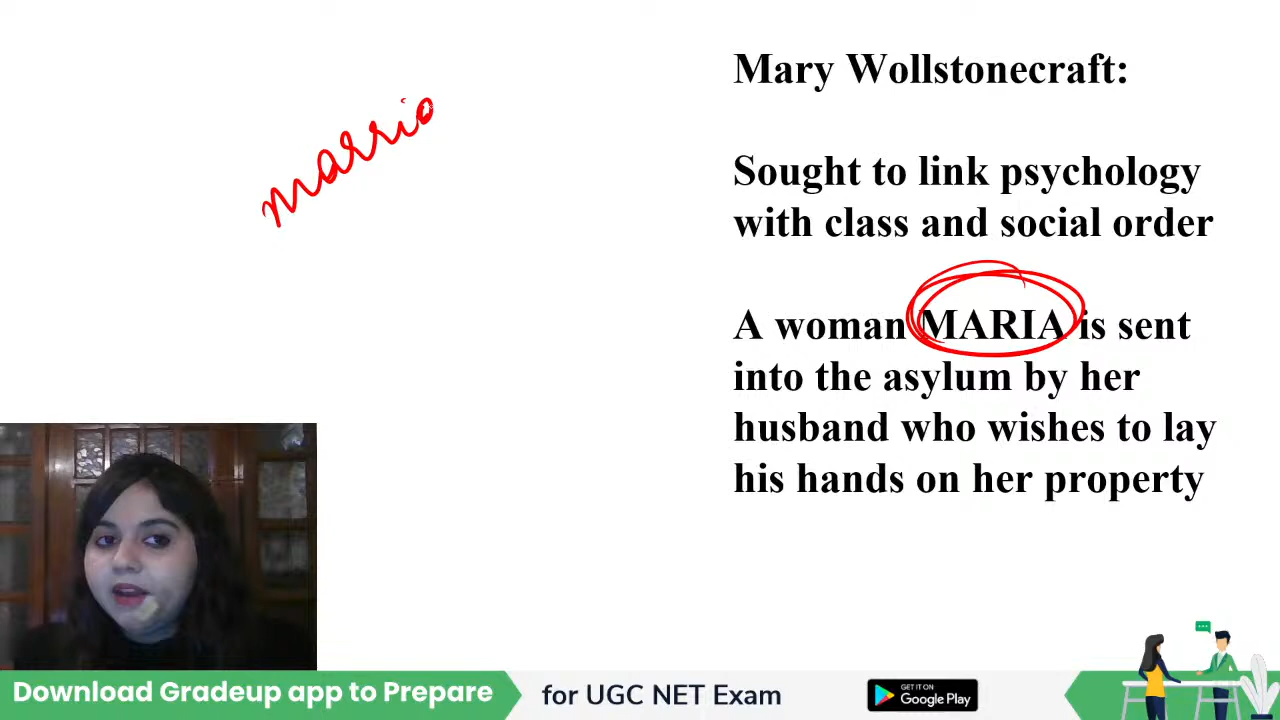 marrio
Mary Wollstonecraft:
Sought to link psychology
with class and social order
A woman MARIA is sent
into the asylum by her
husband who wishes to lay
his hands on her property
Download Gradeup app to Prepare
for UGC NET Exam
GET IT ON
Google Play